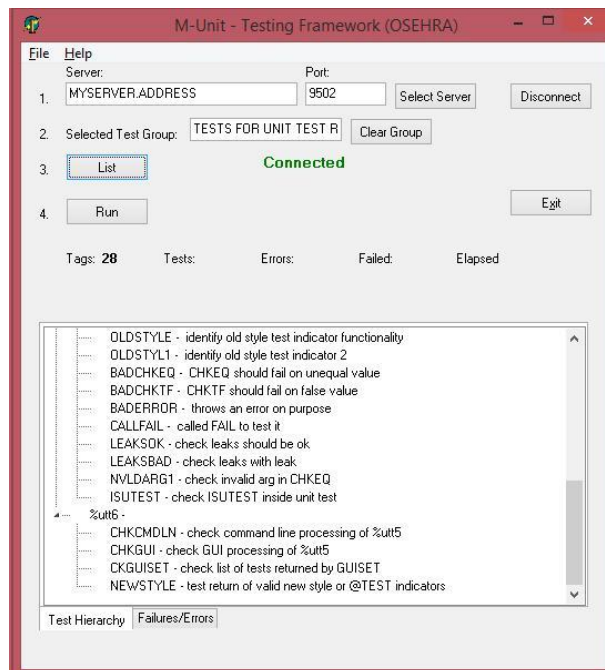 M-Unit - Testing Framework (OSEHRA)
File Help
Server: Port:
1. MYSERVER.ADDRESS 9502 Select Server Disconnect
2. Selected Test Group: TESTS FOR UNIT TEST R Clear Group
3. List Connected
4. Run Exit
Tags: 28 Tests: Errors: Failed: Elapsed
OLDSTYLE - identify old style test indicator functionality
OLDSTYL1 - identify old style test indicator 2
BADCHKEQ - CHKEQ should fail on unequal value
BADCHKTF - CHKTF should fail on false value
BADERROR - throws an error on purpose
CALLFAIL - called FAIL to test it
LEAKSOK - check leaks should be ok
LEAKSBAD - check leaks with leak
NVLDARG1 - check invalid arg in CHKEQ
ISUTEST - check ISUTEST inside unit test
%utt6 -
CHKCMDLN - check command line processing of %utt5
CHKGUI - check GUI processing of %utt5
CKGUISET - check list of tests returned by GUISET
NEWSTYLE - test return of valid new style or @TEST indicators
Test Hierarchy Failures/Errors